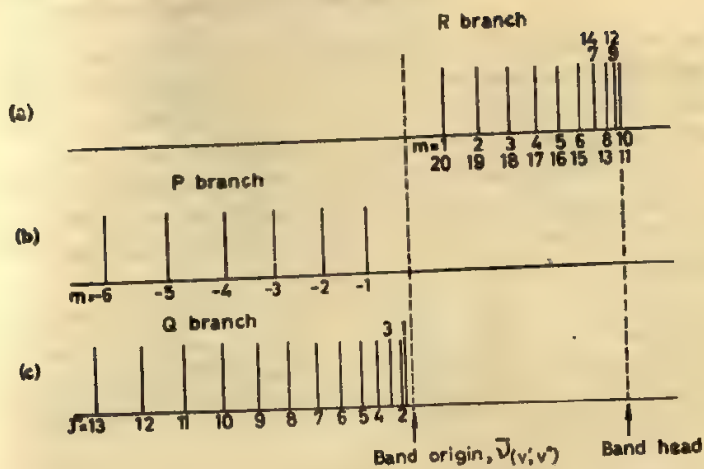 R branch
14 12
7 9
(a)
m=1 2 3 4 5 6 8 10
20 19 18 17 16 15 13 11
P branch
(b)
m=-6 -5 -4 -3 -2 -1
Q branch
3 1
(c)
J"=13 12 11 10 9 8 7 6 5 4 2
Band origin, ν̄(v',v") Band head